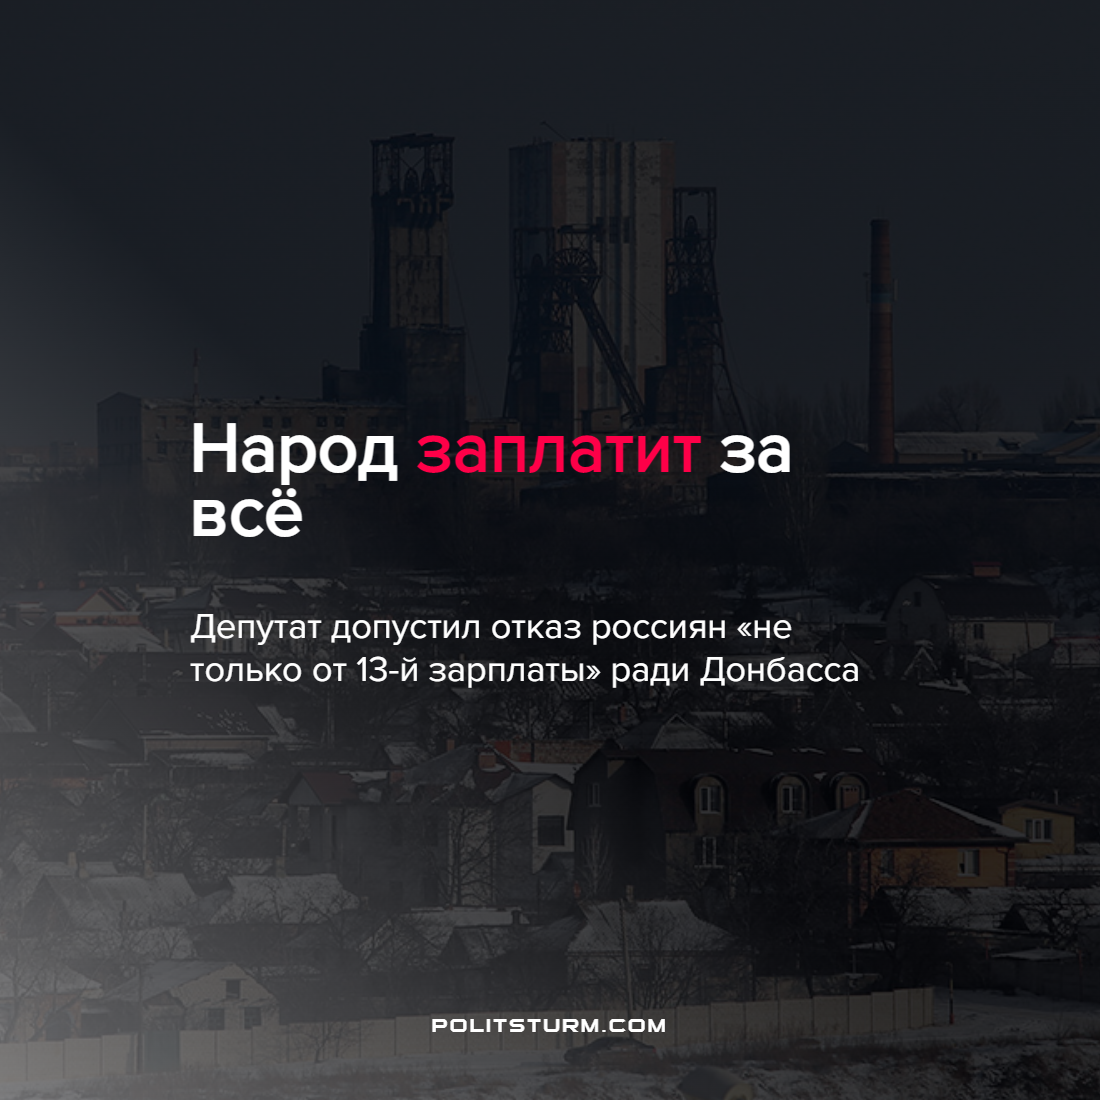 Народ заплатит за
всё
Депутат допустил отказ россиян «не
только от 13-й зарплаты» ради Донбасса
POLITSTURM.COM